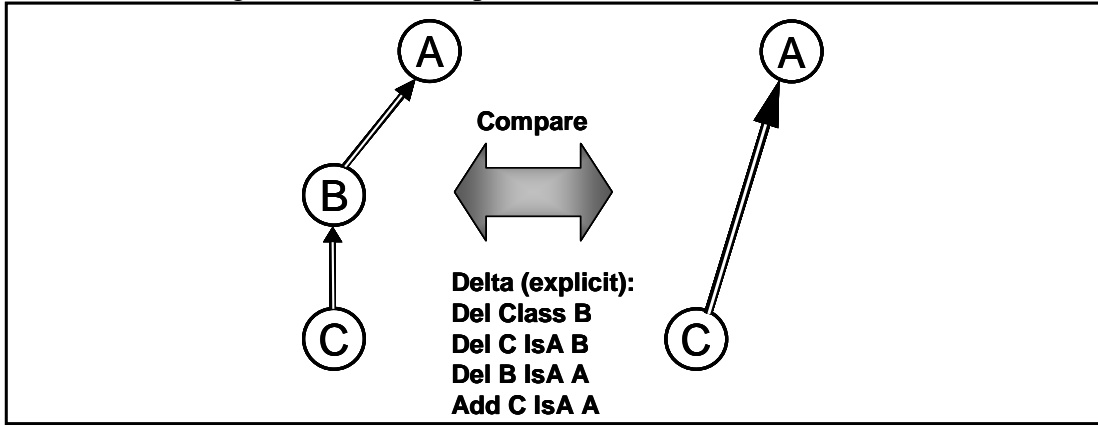 A
B
C
Compare
Delta (explicit):
Del Class B
Del C IsA B
Del B IsA A
Add C IsA A
A
C